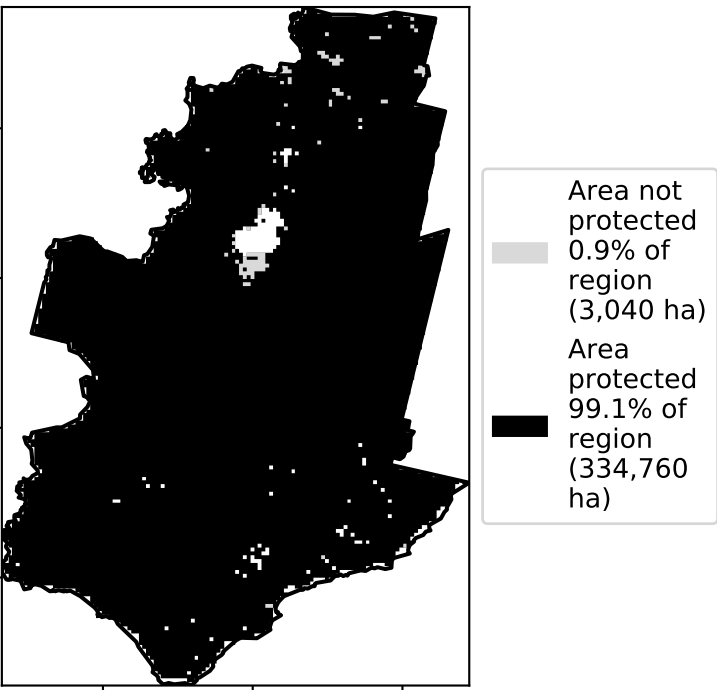 Area not
protected
0.9% of
region
(3,040 ha)
Area
protected
99.1% of
region
(334,760
ha)